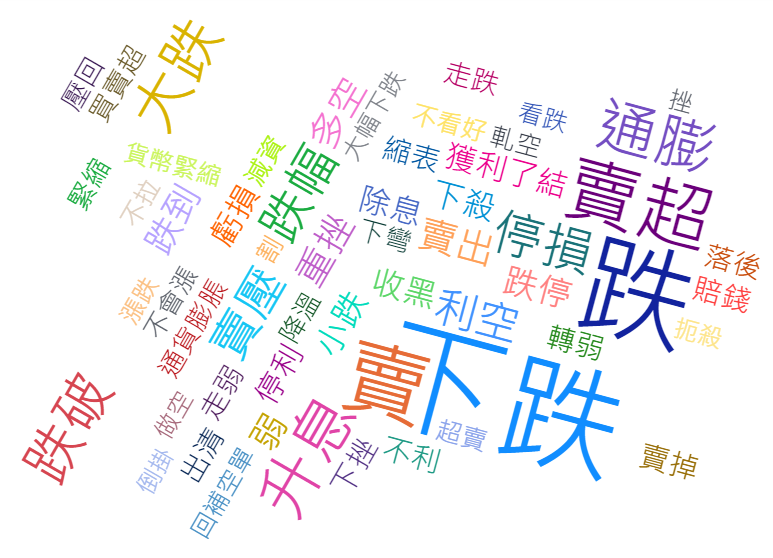 大跌
壓回
買賣超
走跌
挫
大幅下跌
多空
不看好
看跌
通膨
軋空
縮表
獲利了結
貨幣緊縮
減資
緊縮
跌幅
賣超
不拉
跌到
虧損
除息
下殺
下彎
賣出
停損
割
重挫
落後
跌
漲跌
不會漲
賣壓
收黑
跌停
賠錢
通貨膨脹
降溫
小跌
利空
扼殺
轉弱
下跌
賣
停利
走弱
跌破
做空
弱
升息
超賣
不利
下挫
出清
倒掛
回補空單
賣掉